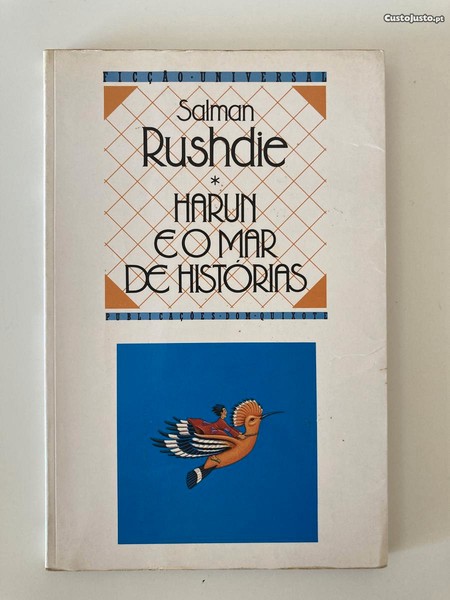 CustoJusto.pt
FICÇÃO·UNIVERSAL
Salman
Rushdie
*
HARUN
E O MAR
DE HISTÓRIAS
PUBLICAÇÕES·DOM·QUIXOTE